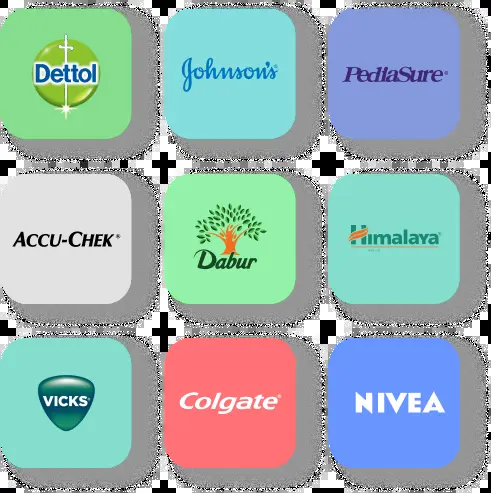 Dettol
Johnson's®
PediaSure®
ACCU-CHEK®
Dabur
Himalaya®
VICKS®
Colgate®
NIVEA